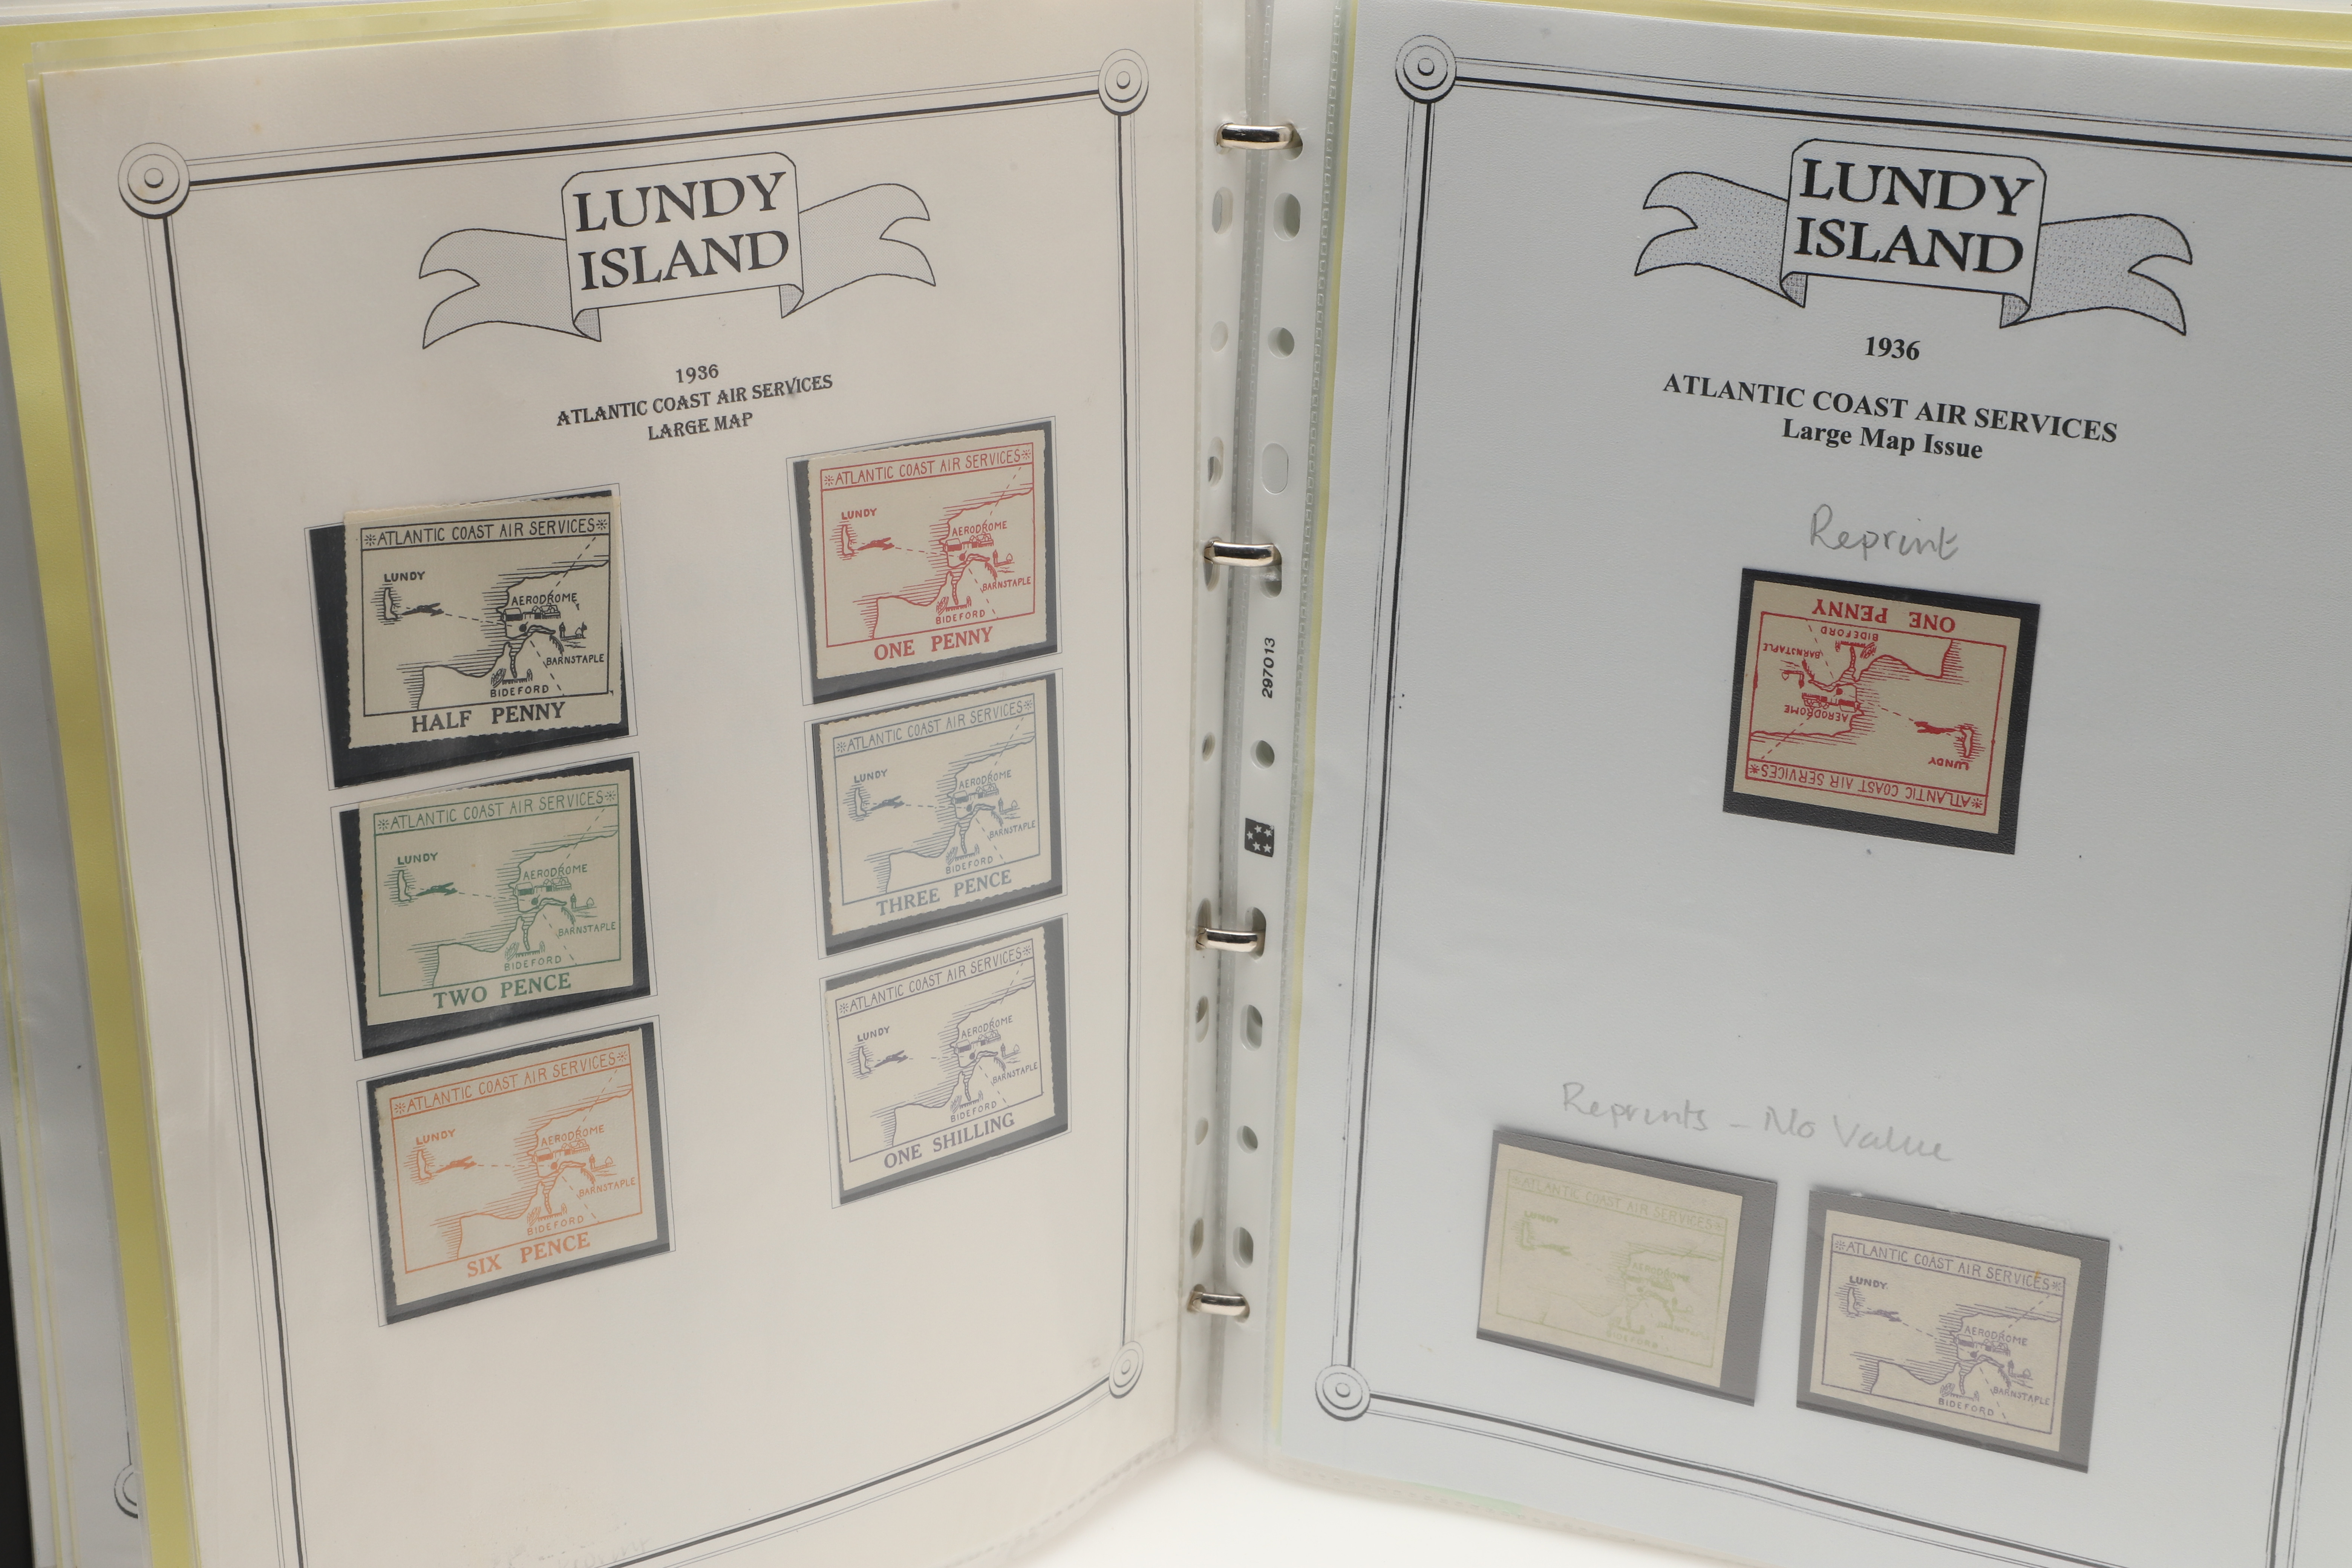 LUNDY
ISLAND
1936
ATLANTIC COAST AIR SERVICES
LARGE MAP
ATLANTIC COAST AIR SERVICES
LUNDY
AERODROME
BARNSTAPLE
BIDEFORD
HALF PENNY
ATLANTIC COAST AIR SERVICES
LUNDY
AERODROME
BARNSTAPLE
BIDEFORD
ONE PENNY
ATLANTIC COAST AIR SERVICES
LUNDY
AERODROME
BARNSTAPLE
BIDEFORD
TWO PENCE
ATLANTIC COAST AIR SERVICES
LUNDY
AERODROME
BARNSTAPLE
BIDEFORD
THREE PENCE
ATLANTIC COAST AIR SERVICES
LUNDY
AERODROME
BARNSTAPLE
BIDEFORD
SIX PENCE
ATLANTIC COAST AIR SERVICES
LUNDY
AERODROME
BARNSTAPLE
BIDEFORD
ONE SHILLING
297013
LUNDY
ISLAND
1936
ATLANTIC COAST AIR SERVICES
Large Map Issue
Reprint
ATLANTIC COAST AIR SERVICES
LUNDY
AERODROME
BARNSTAPLE
BIDEFORD
ONE PENNY
Reprints - No Value
ATLANTIC COAST AIR SERVICES
LUNDY
AERODROME
BARNSTAPLE
BIDEFORD
ATLANTIC COAST AIR SERVICES
LUNDY
AERODROME
BARNSTAPLE
BIDEFORD